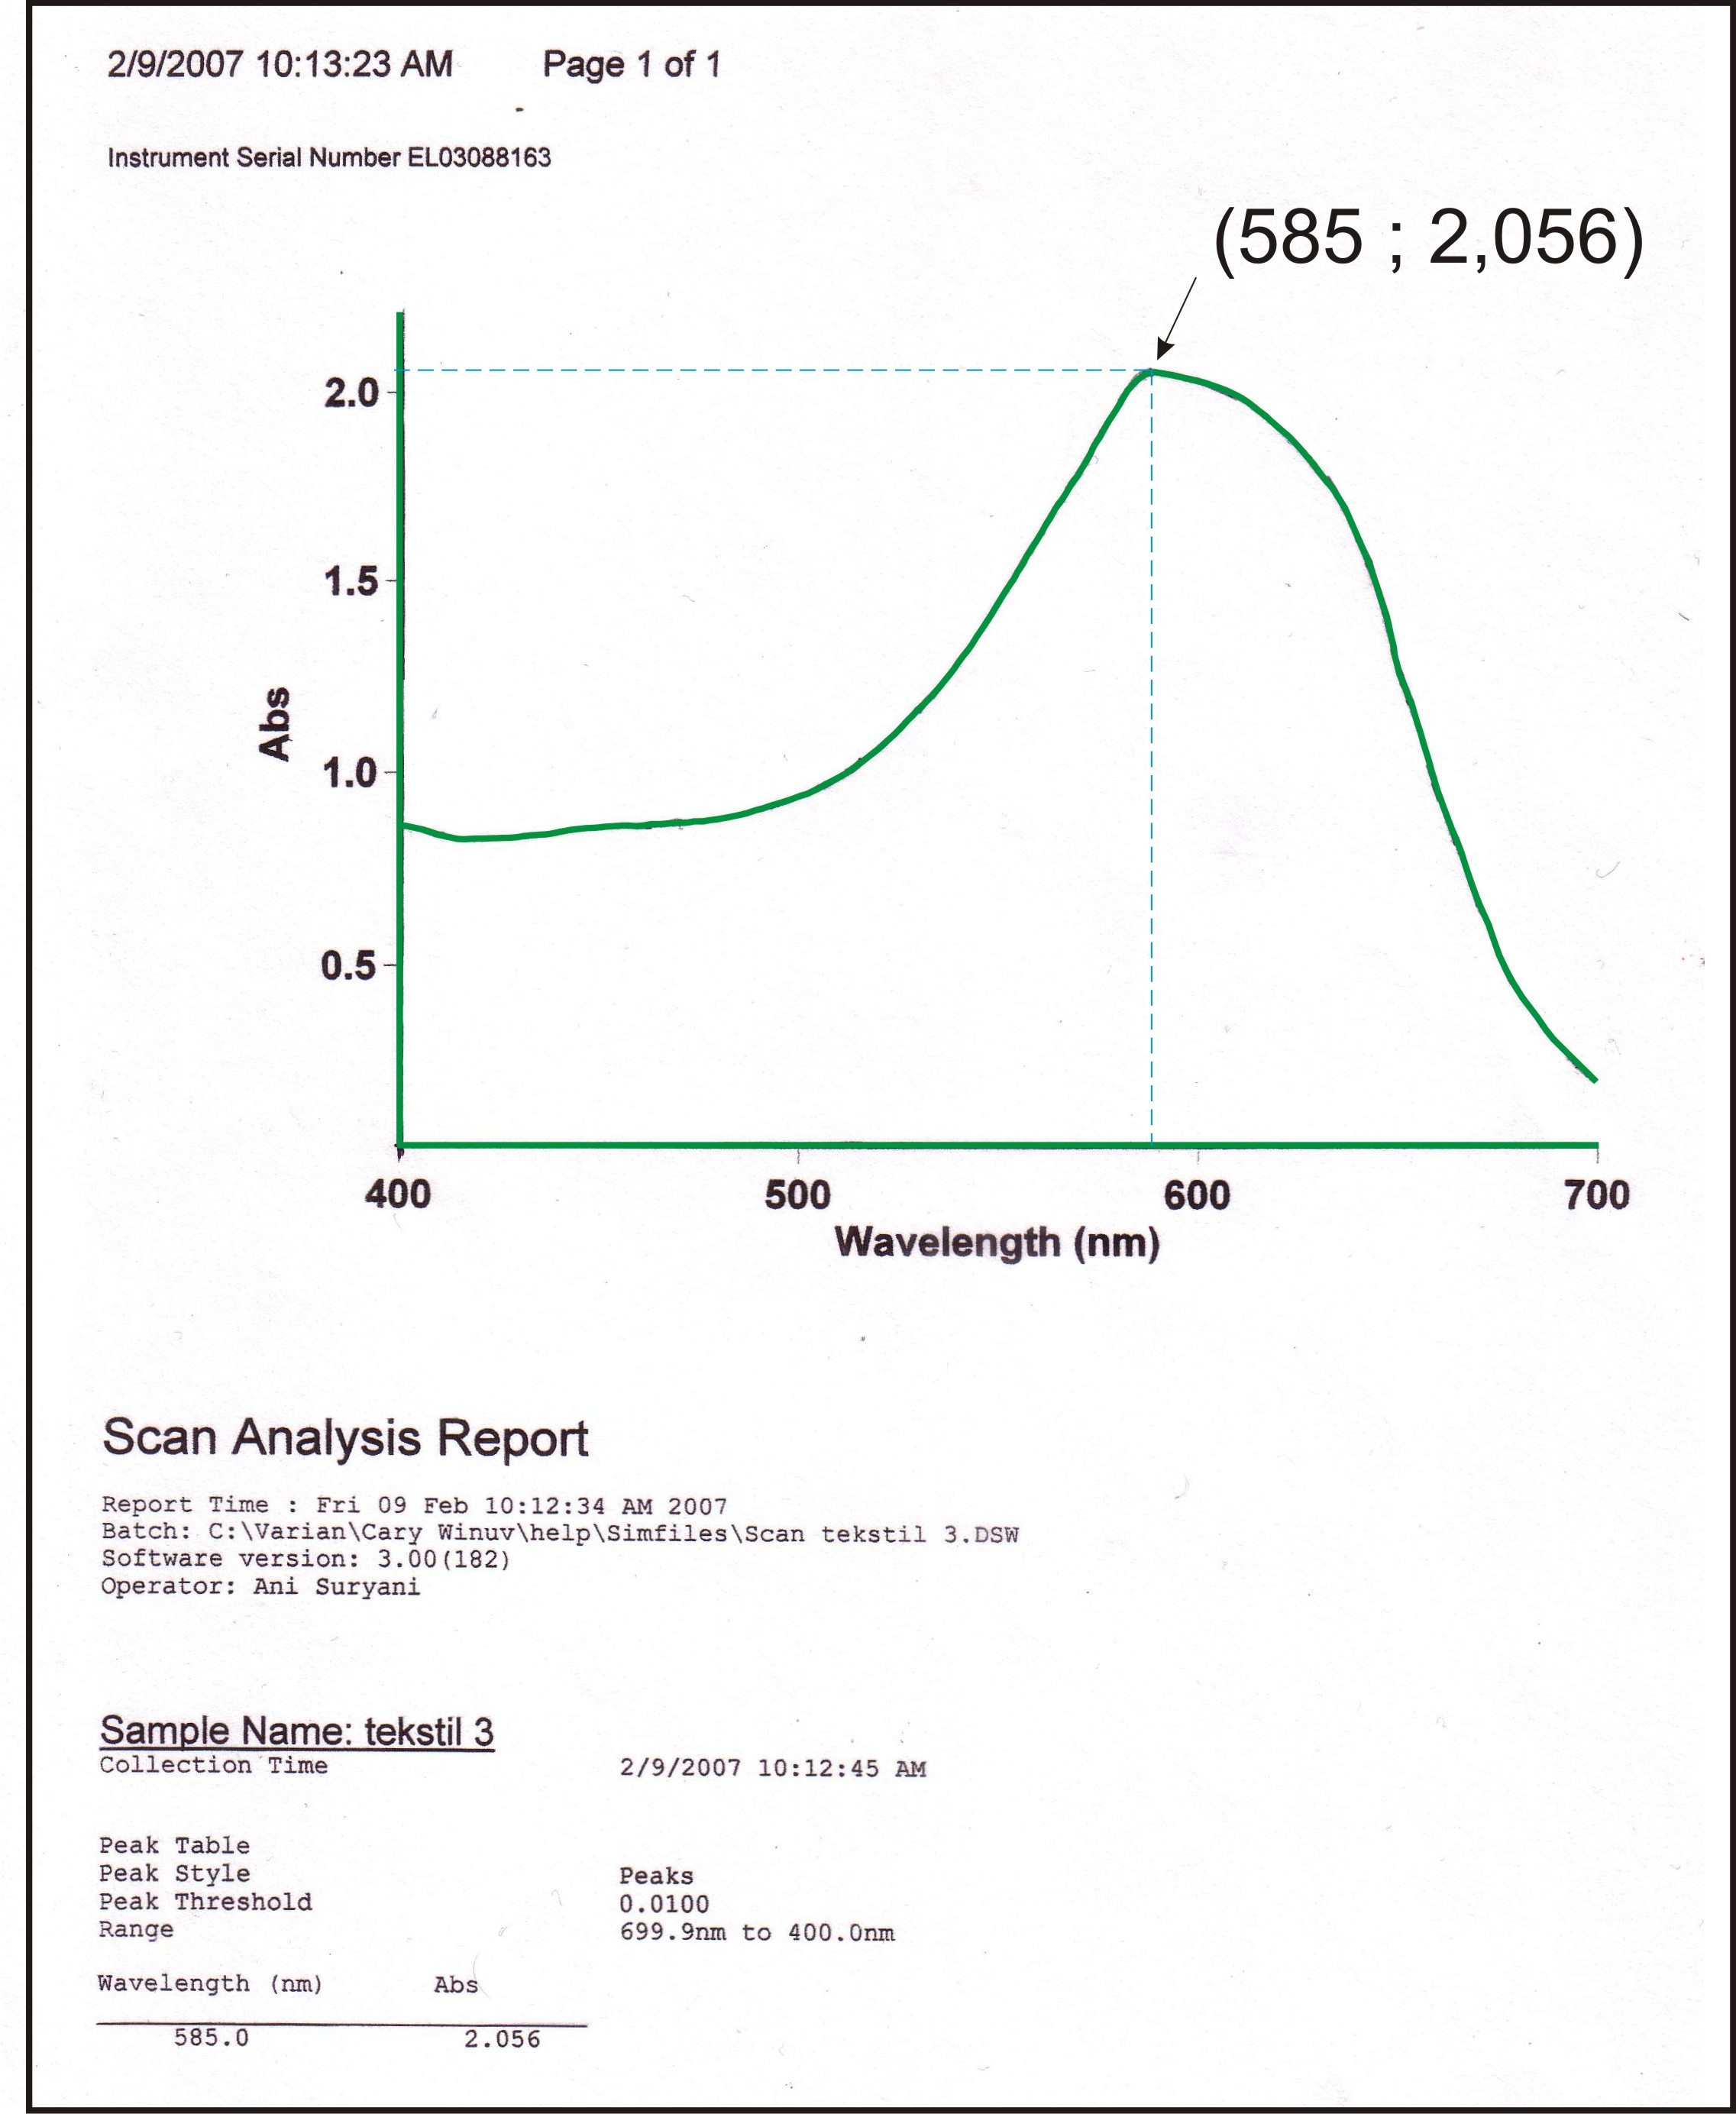 2/9/2007 10:13:23 AM Page 1 of 1
Instrument Serial Number EL03088163
(585 ; 2,056)
2.0
1.5
1.0
0.5
Abs
400 500 600 700
Wavelength (nm)
Scan Analysis Report
Report Time : Fri 09 Feb 10:12:34 AM 2007
Batch: C:\Varian\Cary Winuv\help\Simfiles\Scan tekstil 3.DSW
Software version: 3.00(182)
Operator: Ani Suryani
Sample Name: tekstil 3
Collection Time 2/9/2007 10:12:45 AM
Peak Table
Peak Style Peaks
Peak Threshold 0.0100
Range 699.9nm to 400.0nm
Wavelength (nm) Abs
585.0 2.056